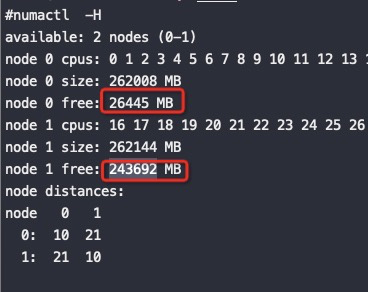 #numactl  -H
available: 2 nodes (0-1)
node 0 cpus: 0 1 2 3 4 5 6 7 8 9 10 11 12 13
node 0 size: 262008 MB
node 0 free: 26445 MB
node 1 cpus: 16 17 18 19 20 21 22 23 24 25 26
node 1 size: 262144 MB
node 1 free: 243692 MB
node distances:
node   0   1
  0:  10  21
  1:  21  10